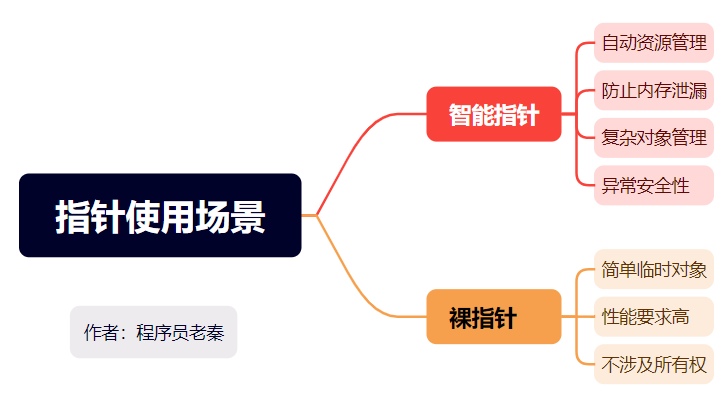 指针使用场景
智能指针
自动资源管理
防止内存泄漏
复杂对象管理
异常安全性
裸指针
简单临时对象
性能要求高
不涉及所有权
作者：程序员老秦